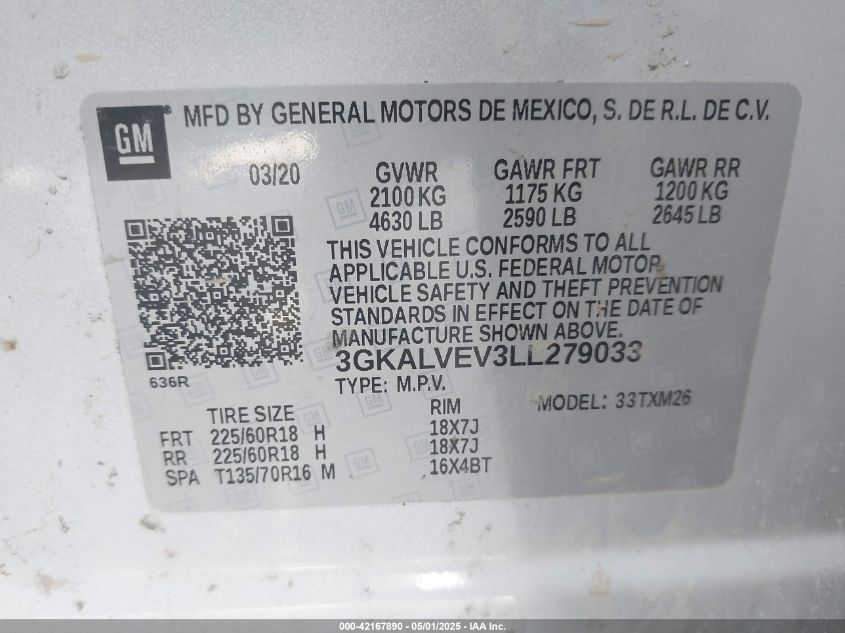 GM ® MFD BY GENERAL MOTORS DE MEXICO, S. DE R.L. DE C.V.
03/20 GVWR GAWR FRT GAWR RR
2100 KG 1175 KG 1200 KG
4630 LB 2590 LB 2645 LB
THIS VEHICLE CONFORMS TO ALL
APPLICABLE U.S. FEDERAL MOTOR
VEHICLE SAFETY AND THEFT PREVENTION
STANDARDS IN EFFECT ON THE DATE OF
MANUFACTURE SHOWN ABOVE.
3GKALVEV3LL279033
636R
TYPE: M.P.V. MODEL: 33TXM26
TIRE SIZE RIM
FRT 225/60R18 H 18X7J
RR 225/60R18 H 18X7J
SPA T135/70R16 M 16X4BT
000-42167890 - 05/01/2025 - IAA Inc.